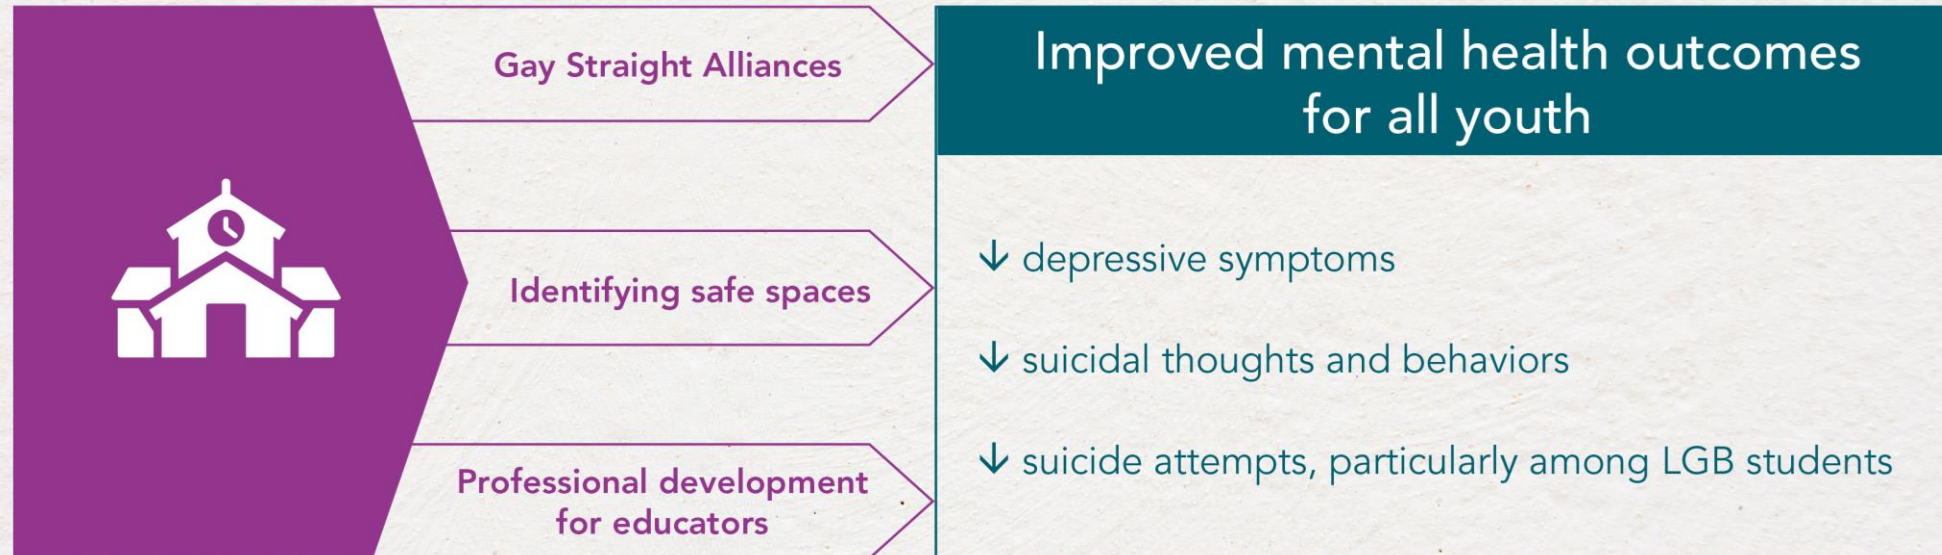 Gay Straight Alliances
Identifying safe spaces
Professional development
for educators
Improved mental health outcomes
for all youth
↓ depressive symptoms
↓ suicidal thoughts and behaviors
↓ suicide attempts, particularly among LGB students